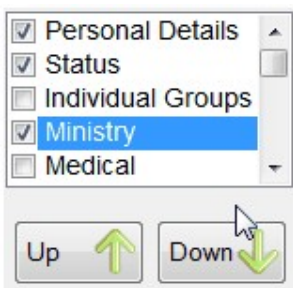 Personal Details
Status
Individual Groups
Ministry
Medical
Up
Down